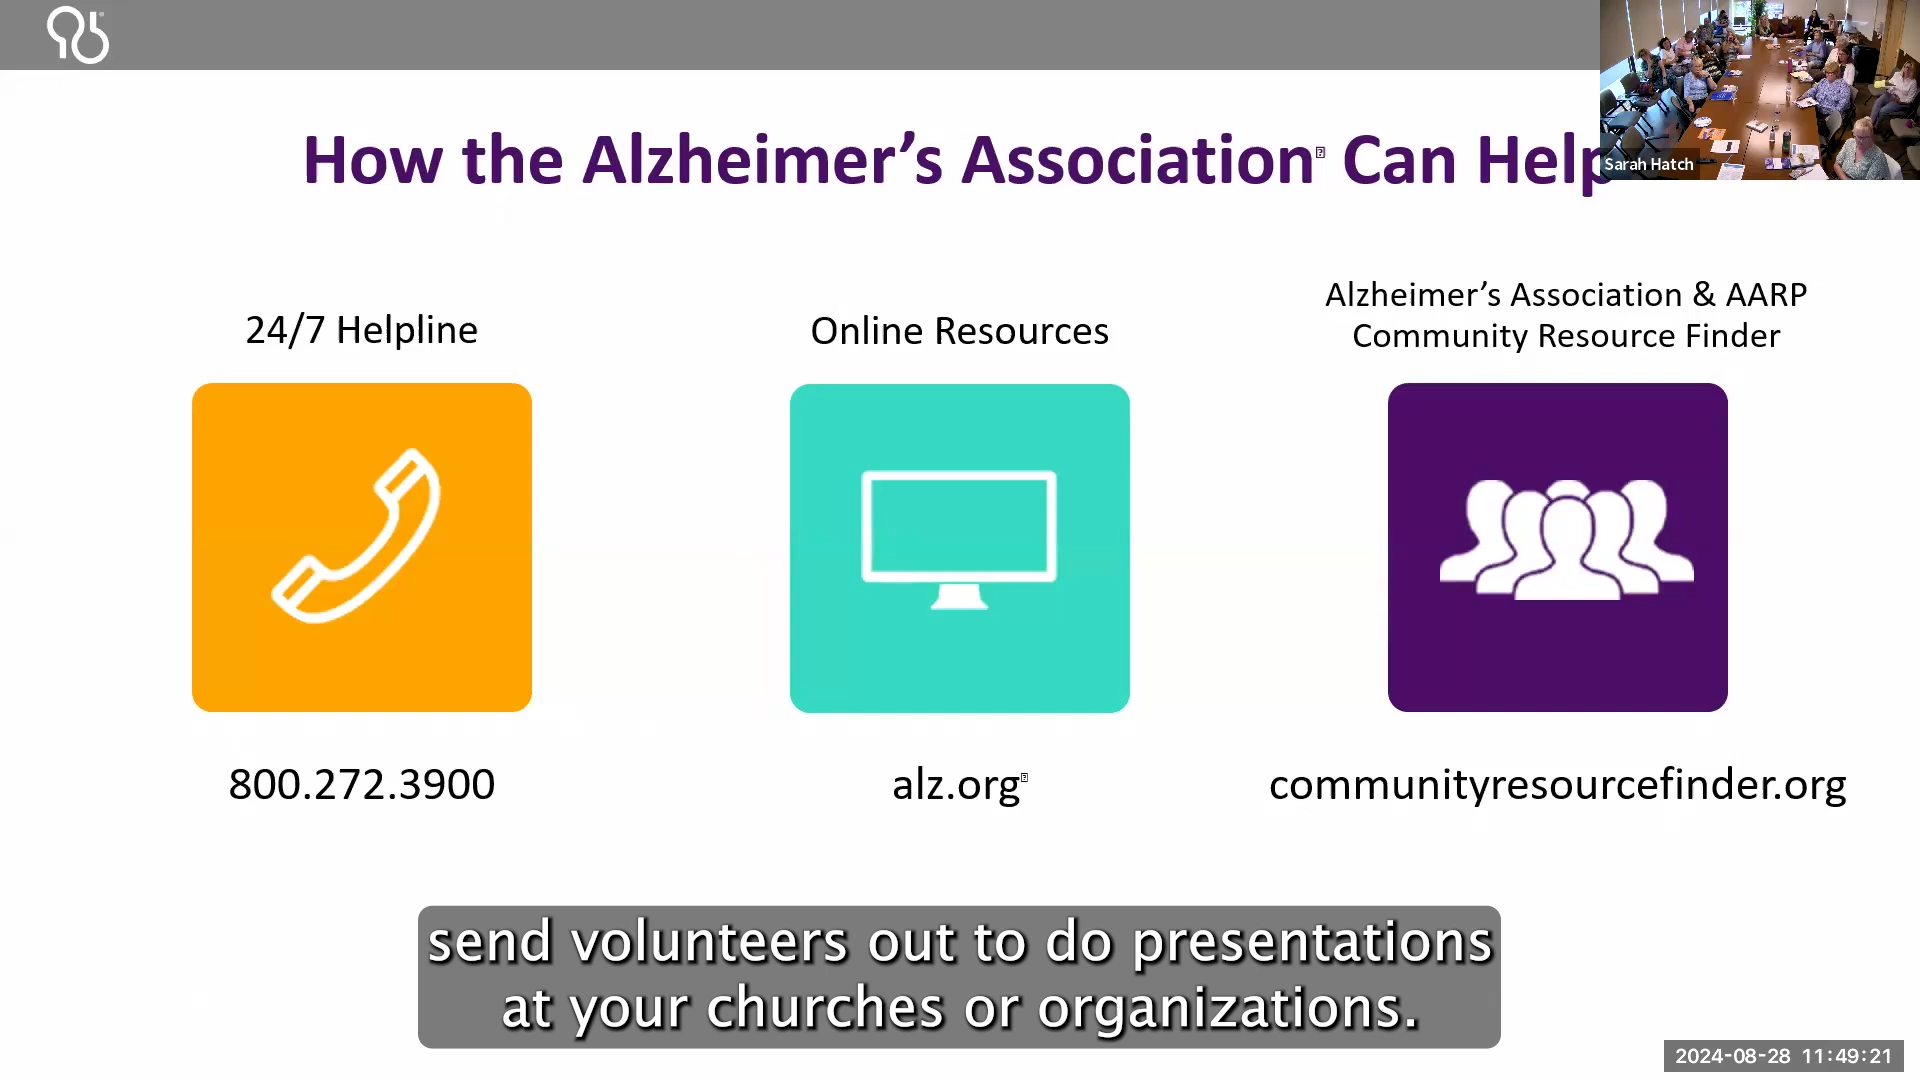 How the Alzheimer’s Association Can Help
Sarah Hatch
24/7 Helpline
Online Resources
Alzheimer’s Association & AARP
Community Resource Finder
800.272.3900
alz.org
communityresourcefinder.org
send volunteers out to do presentations
at your churches or organizations.
2024-08-28 11:49:21